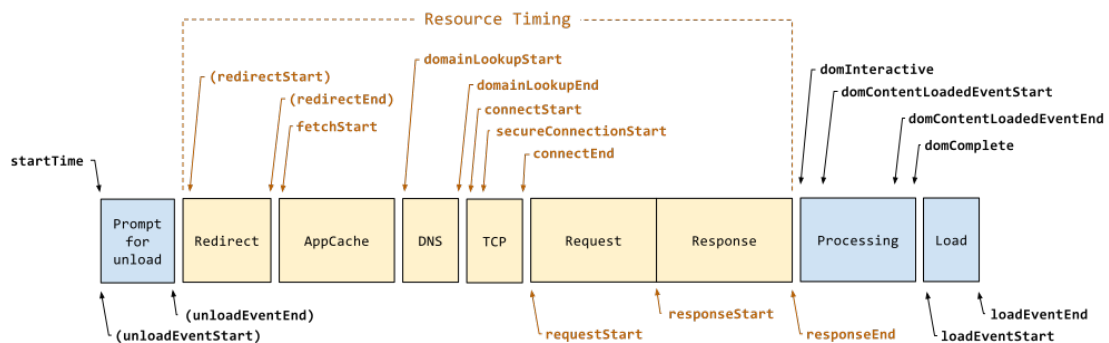 Resource Timing
domainLookupStart
(redirectStart)
domainLookupEnd
(redirectEnd)
connectStart
fetchStart
secureConnectionStart
connectEnd
domInteractive
domContentLoadedEventStart
domContentLoadedEventEnd
domComplete
startTime
Prompt
for
unload
Redirect
AppCache
DNS
TCP
Request
Response
Processing
Load
(unloadEventEnd)
(unloadEventStart)
requestStart
responseStart
responseEnd
loadEventEnd
loadEventStart